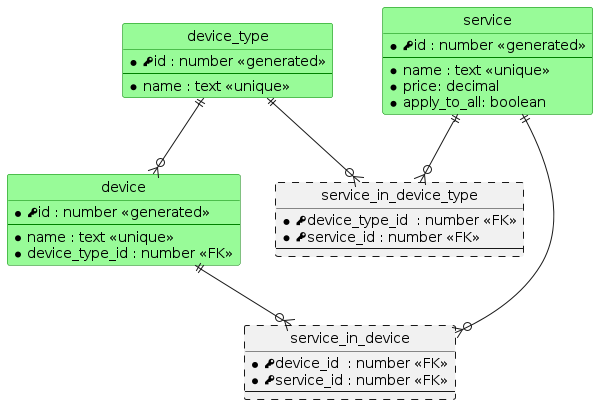 device_type
id : number «generated»
name : text «unique»
service
id : number «generated»
name : text «unique»
price: decimal
apply_to_all: boolean
device
id : number «generated»
name : text «unique»
device_type_id : number «FK»
service_in_device_type
device_type_id  : number «FK»
service_id : number «FK»
service_in_device
device_id  : number «FK»
service_id : number «FK»